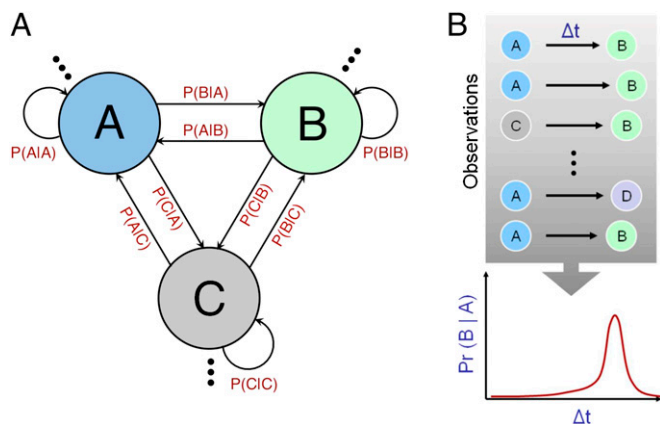 A
P(B|A)
A
B
P(A|B)
P(A|A)
P(B|B)
P(C|A)
P(C|B)
P(A|C)
P(B|C)
C
P(C|C)
B
Observations
Δt
A B
A B
C B
A D
A B
Pr (B | A)
Δt